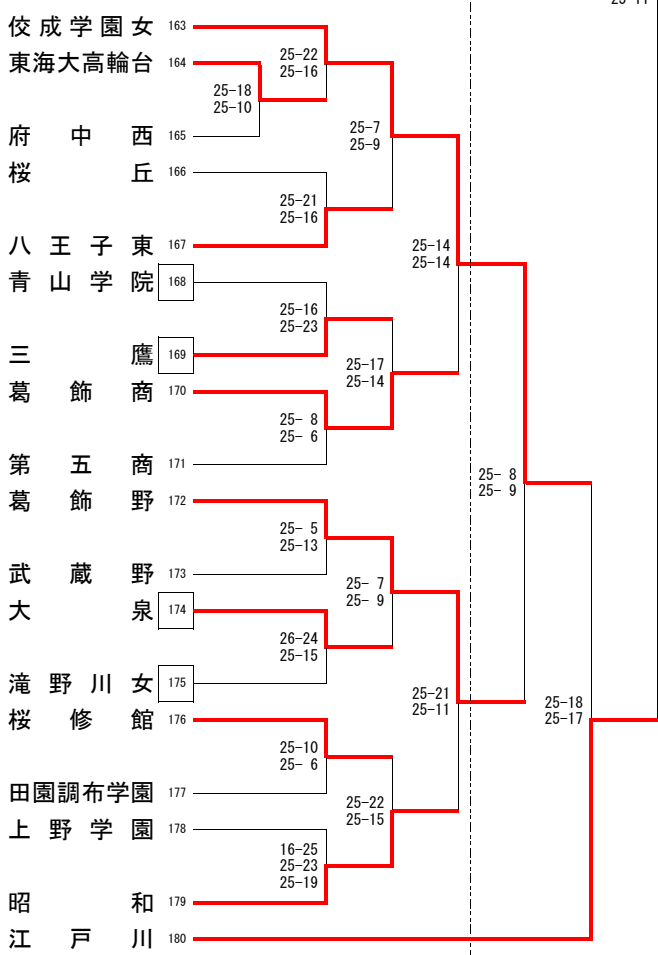 佼成学園女 163
東海大高輪台 164
府中西 165
桜丘 166
八王子東 167
青山学院 168
三鷹 169
葛飾商 170
第五商 171
葛飾野 172
武蔵野 173
大泉 174
滝野川女 175
桜修館 176
田園調布学園 177
上野学園 178
昭和 179
江戸川 180
25-18
25-10
25-22
25-16
25-21
25-16
25-16
25-23
25- 8
25- 6
25- 5
25-13
26-24
25-15
25-10
25- 6
16-25
25-23
25-19
25-7
25-9
25-17
25-14
25- 7
25- 9
25-22
25-15
25-14
25-14
25-21
25-11
25- 8
25- 9
25-18
25-17